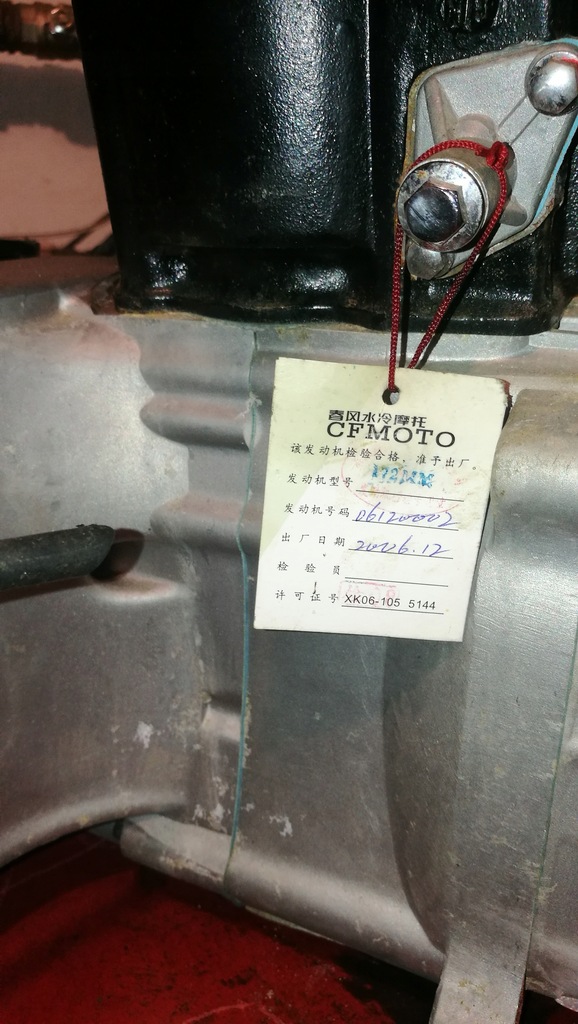 春风水冷摩托
CFMOTO
该发动机检验合格，准予出厂。
发动机型号 172MM
发动机号码 06120002
出厂日期 2006.12
检验员
许可证号 XK06-105 5144